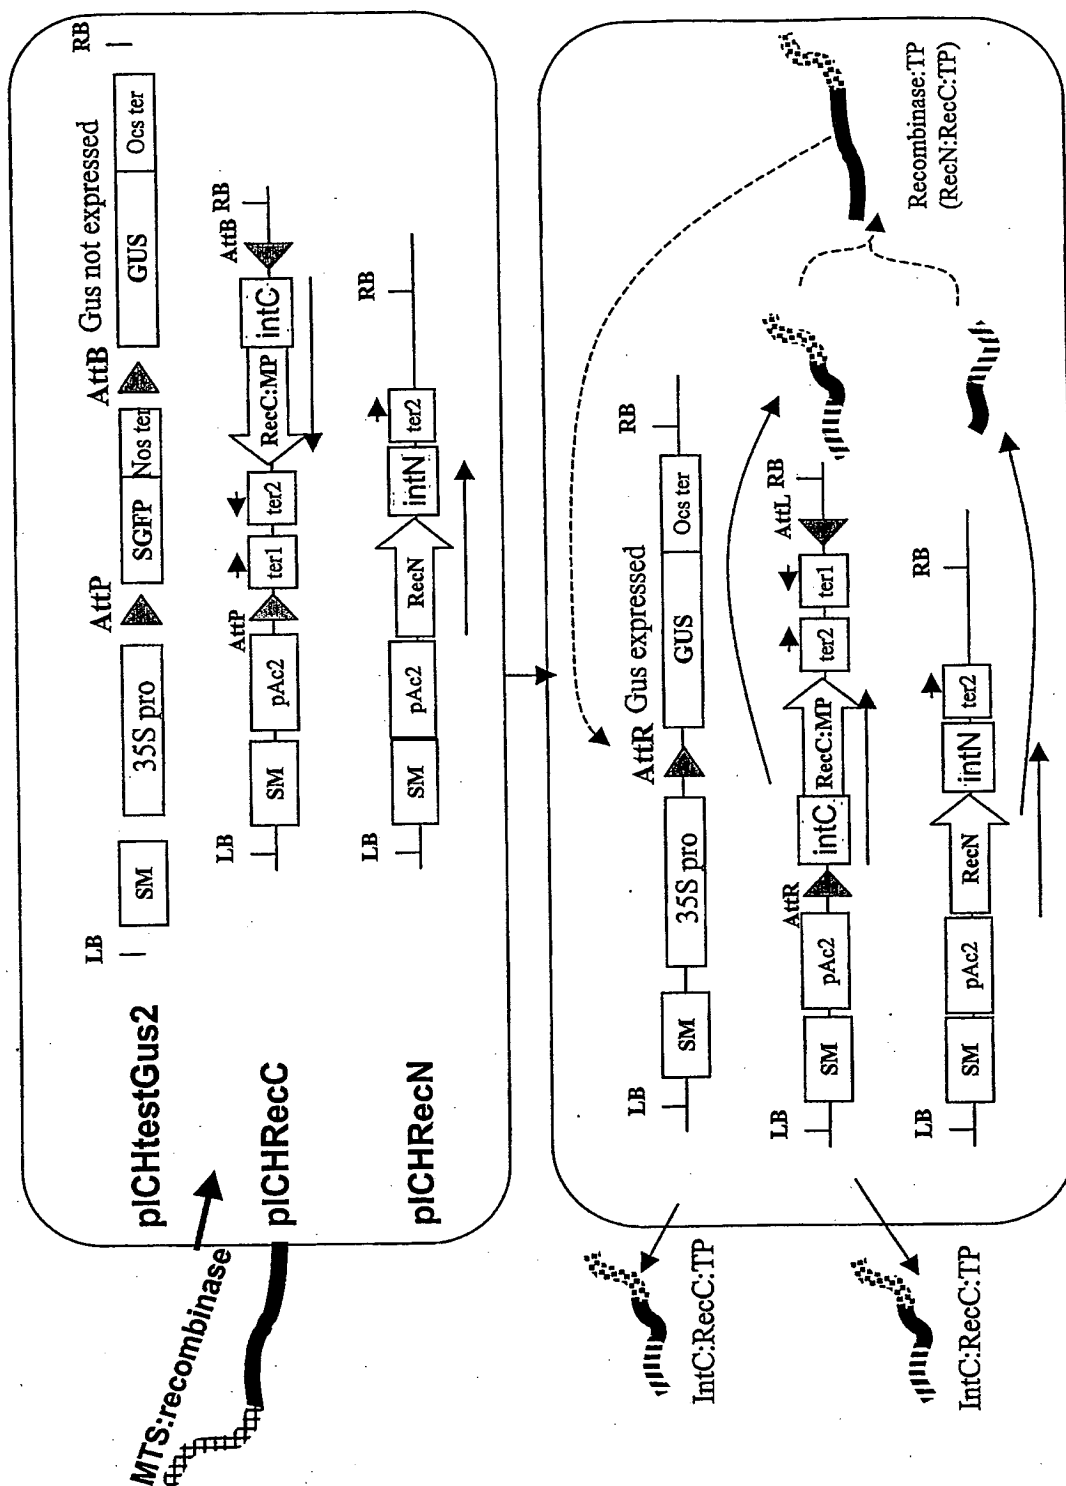 pICHtestGus2
LB
SM
35S pro
AttP
SGFP
Nos ter
AttB
Gus not expressed
GUS
Ocs ter
RB
MTS:recombinase
pICHRecC
LB
SM
pAc2
AttP
ter1
ter2
RecC:MP
intC
AttB
RB
pICHRecN
LB
SM
pAc2
RecN
intN
ter2
RB
LB
SM
35S pro
AttR
Gus expressed
GUS
Ocs ter
RB
IntC:RecC:TP
LB
SM
pAc2
AttR
intC
RecC:MP
ter2
ter1
AttL
RB
IntC:RecC:TP
LB
SM
pAc2
RecN
intN
ter2
RB
Recombinase:TP
(RecN:RecC:TP)